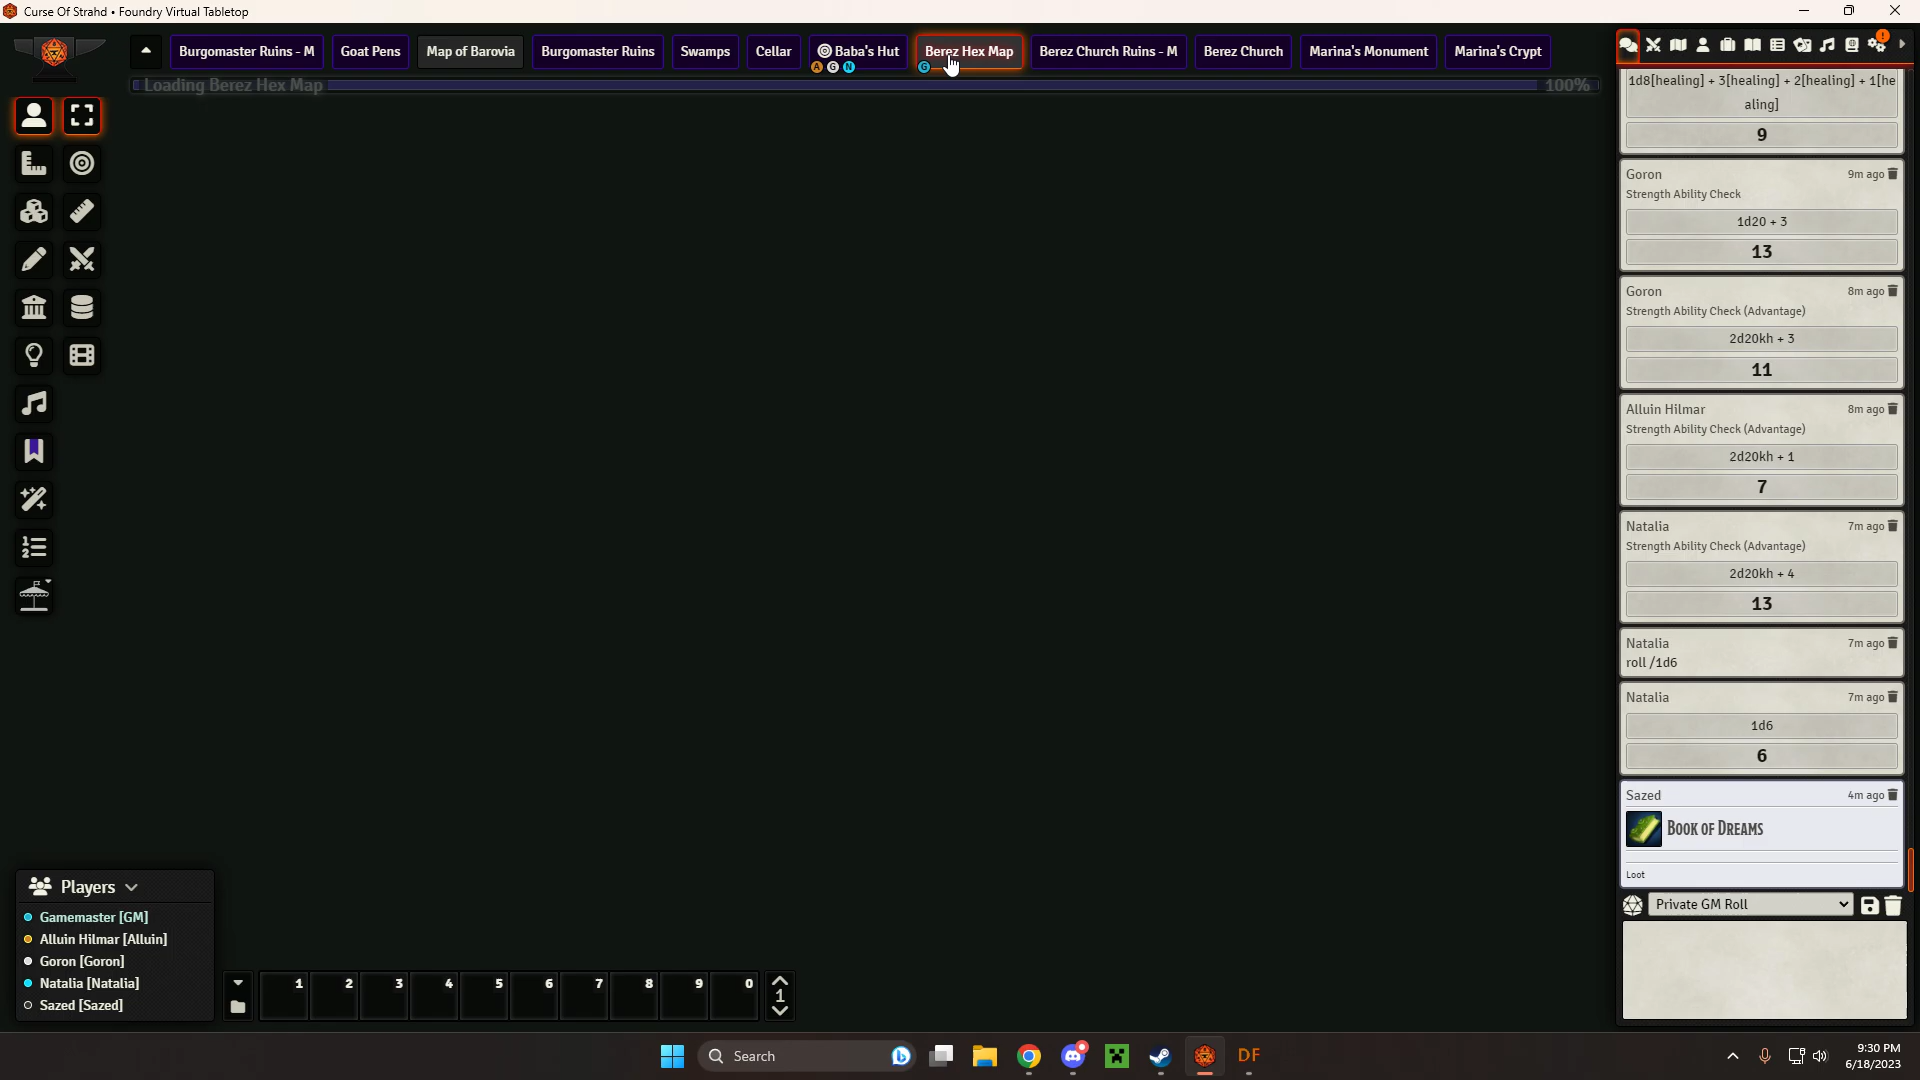 Curse Of Strahd • Foundry Virtual Tabletop
Burgomaster Ruins - M
Goat Pens
Map of Barovia
Burgomaster Ruins
Swamps
Cellar
Baba's Hut
A G N
Berez Hex Map
G
Berez Church Ruins - M
Berez Church
Marina's Monument
Marina's Crypt
Loading Berez Hex Map 100%
1d8[healing] + 3[healing] + 2[healing] + 1[he
aling]
9
Goron 9m ago
Strength Ability Check
1d20 + 3
13
Goron 8m ago
Strength Ability Check (Advantage)
2d20kh + 3
11
Alluin Hilmar 8m ago
Strength Ability Check (Advantage)
2d20kh + 1
7
Natalia 7m ago
Strength Ability Check (Advantage)
2d20kh + 4
13
Natalia 7m ago
roll /1d6
Natalia 7m ago
1d6
6
Sazed 4m ago
Book of Dreams
Loot
Private GM Roll
Players
Gamemaster [GM]
Alluin Hilmar [Alluin]
Goron [Goron]
Natalia [Natalia]
Sazed [Sazed]
1 2 3 4 5 6 7 8 9 0
1
Search
DF
9:30 PM
6/18/2023